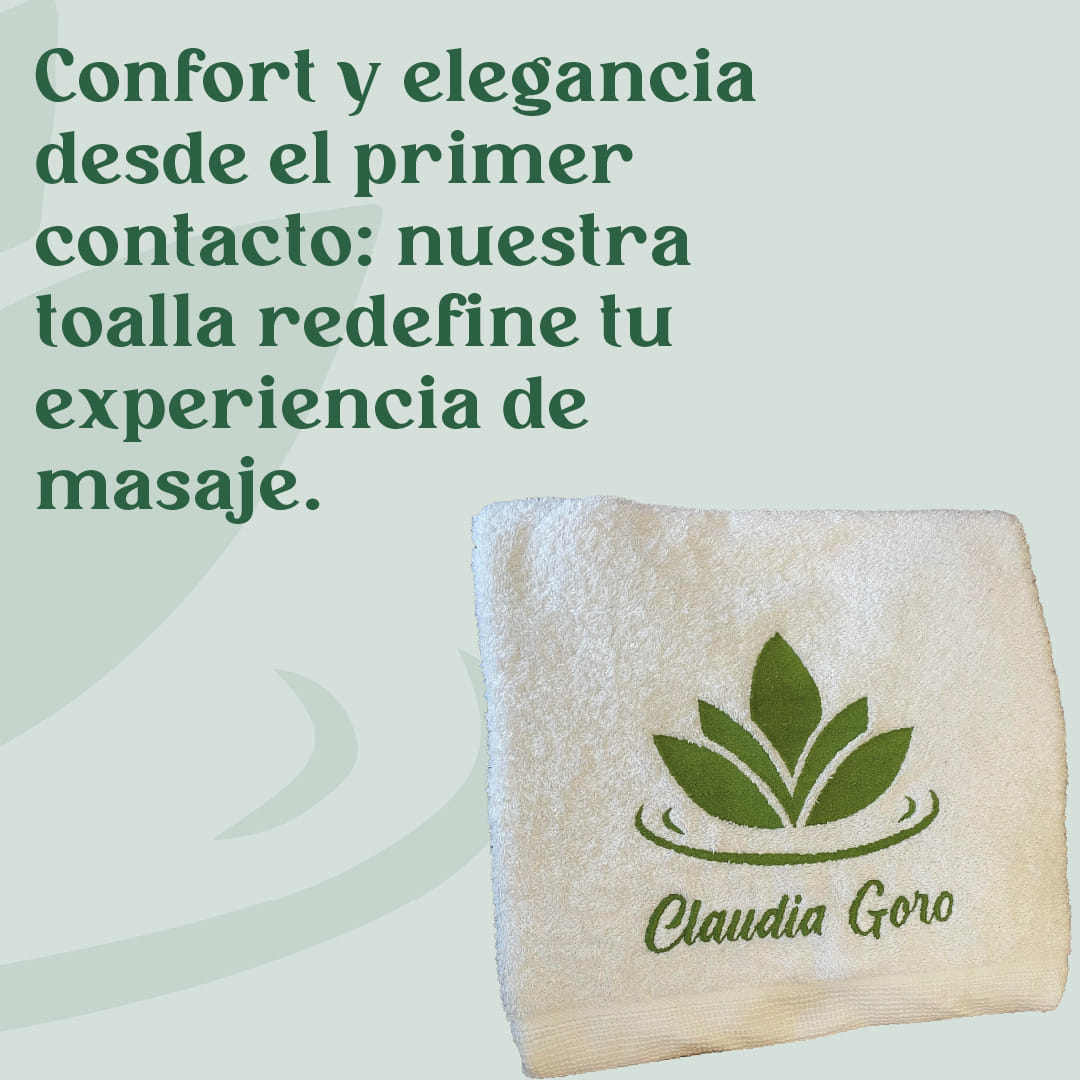 Confort y elegancia
desde el primer
contacto: nuestra
toalla redefine tu
experiencia de
masaje.
Claudia Goro